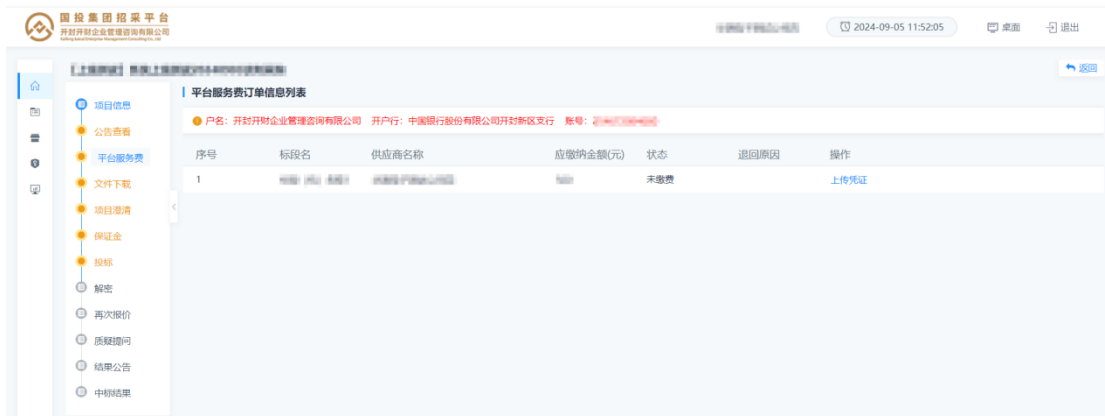 国投集团招采平台
开封开财企业管理咨询有限公司
2024-09-05 11:52:05 桌面 退出
返回
平台服务费订单信息列表
户名：开封开财企业管理咨询有限公司 开户行：中国银行股份有限公司开封新区支行 账号：
序号 标段名 供应商名称 应缴纳金额(元) 状态 退回原因 操作
1 未缴费 上传凭证
项目信息
公告查看
平台服务费
文件下载
项目澄清
保证金
投标
解密
再次报价
质疑提问
结果公告
中标结果